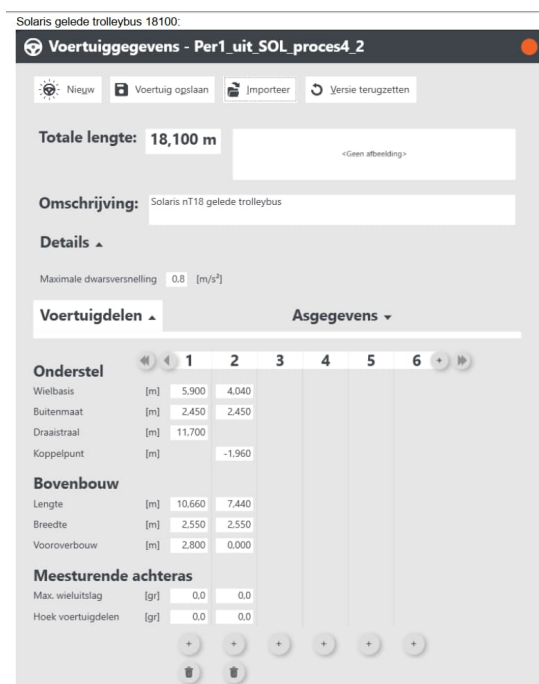 Solaris gelede trolleybus 18100:
Voertuiggegevens - Per1_uit_SOL_proces4_2
Nieuw Voertuig opslaan Importeer Versie terugzetten
Totale lengte: 18,100 m <Geen afbeelding>
Omschrijving: Solaris nT18 gelede trolleybus
Details
Maximale dwarsversnelling 0.8 [m/s²]
Voertuigdelen Asgegevens
Onderstel 1 2 3 4 5 6 +
Wielbasis [m] 5,900 4,040
Buitenmaat [m] 2,450 2,450
Draaistraal [m] 11,700
Koppelpunt [m] -1,960
Bovenbouw
Lengte [m] 10,660 7,440
Breedte [m] 2,550 2,550
Vooroverbouw [m] 2,800 0,000
Meesturende achteras
Max. wieluitslag [gr] 0,0 0,0
Hoek voertuigdelen [gr] 0,0 0,0
+ + + + + +